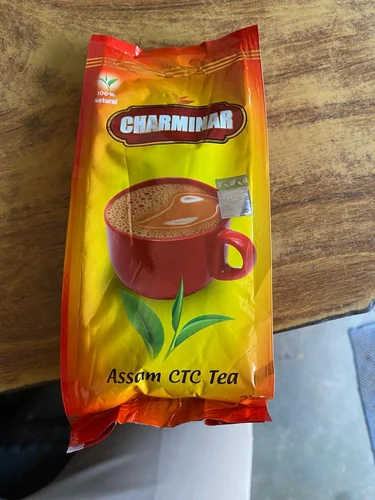 100%
Natural
CHARMINAR
Assam CTC Tea